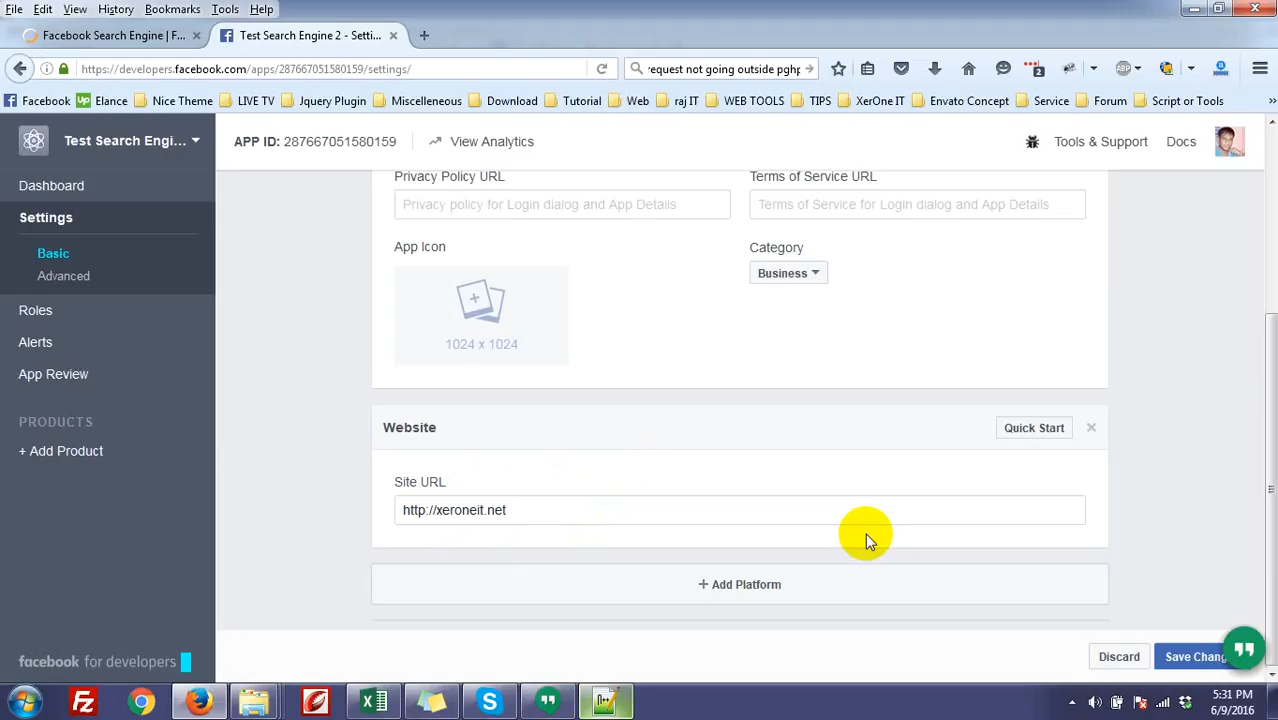 File Edit View History Bookmarks Tools Help
Facebook Search Engine | F... × Test Search Engine 2 - Setti... ×
https://developers.facebook.com/apps/287667051580159/settings/
request not going outside pghp
ABP
2
Facebook Up Elance Nice Theme LIVE TV Jquery Plugin Miscelleneous Download Tutorial Web raj IT WEB TOOLS TIPS XerOne IT Envato Concept Service Forum Script or Tools
Test Search Engi...
APP ID: 287667051580159
View Analytics
Tools & Support
Docs
Dashboard
Settings
Basic
Advanced
Roles
Alerts
App Review
PRODUCTS
+ Add Product
facebook for developers
Privacy Policy URL
Terms of Service URL
Privacy policy for Login dialog and App Details
Terms of Service for Login dialog and App Details
App Icon
Category
Business
1024 x 1024
Website
Quick Start
Site URL
http://xeroneit.net
+ Add Platform
Discard
Save Chang
5:31 PM
6/9/2016